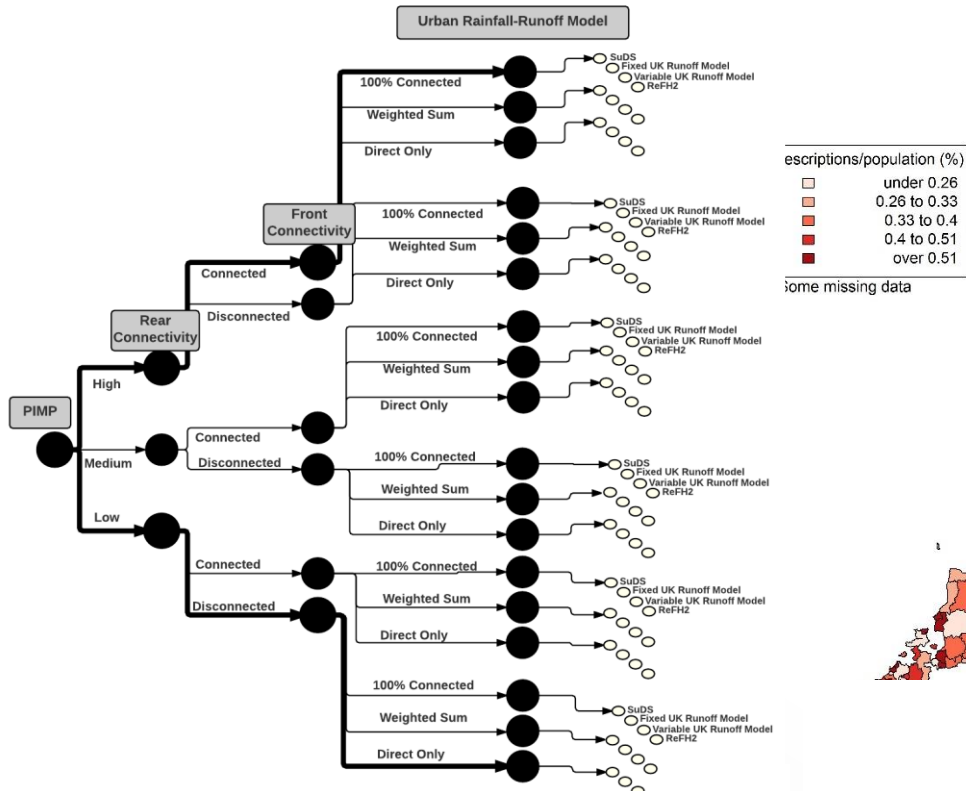 Urban Rainfall-Runoff Model
SuDS
Fixed UK Runoff Model
Variable UK Runoff Model
ReFH2
100% Connected
Weighted Sum
Direct Only
escriptions/population (%)
under 0.26
0.26 to 0.33
0.33 to 0.4
0.4 to 0.51
over 0.51
Some missing data
Front
Connectivity
SuDS
Fixed UK Runoff Model
Variable UK Runoff Model
ReFH2
100% Connected
Weighted Sum
Direct Only
Connected
Disconnected
Rear
Connectivity
SuDS
Fixed UK Runoff Model
Variable UK Runoff Model
ReFH2
100% Connected
Weighted Sum
Direct Only
High
PIMP
Medium
Connected
Disconnected
100% Connected
Weighted Sum
Direct Only
SuDS
Fixed UK Runoff Model
Variable UK Runoff Model
ReFH2
Low
Connected
Disconnected
100% Connected
Weighted Sum
Direct Only
SuDS
Fixed UK Runoff Model
Variable UK Runoff Model
ReFH2
100% Connected
Weighted Sum
Direct Only
SuDS
Fixed UK Runoff Model
Variable UK Runoff Model
ReFH2